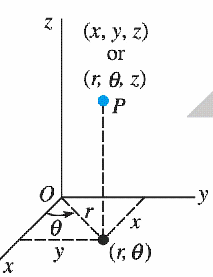 z
(x, y, z)
or
(r, θ, z)
P
O
r
y
θ
x
y
(r, θ)
x